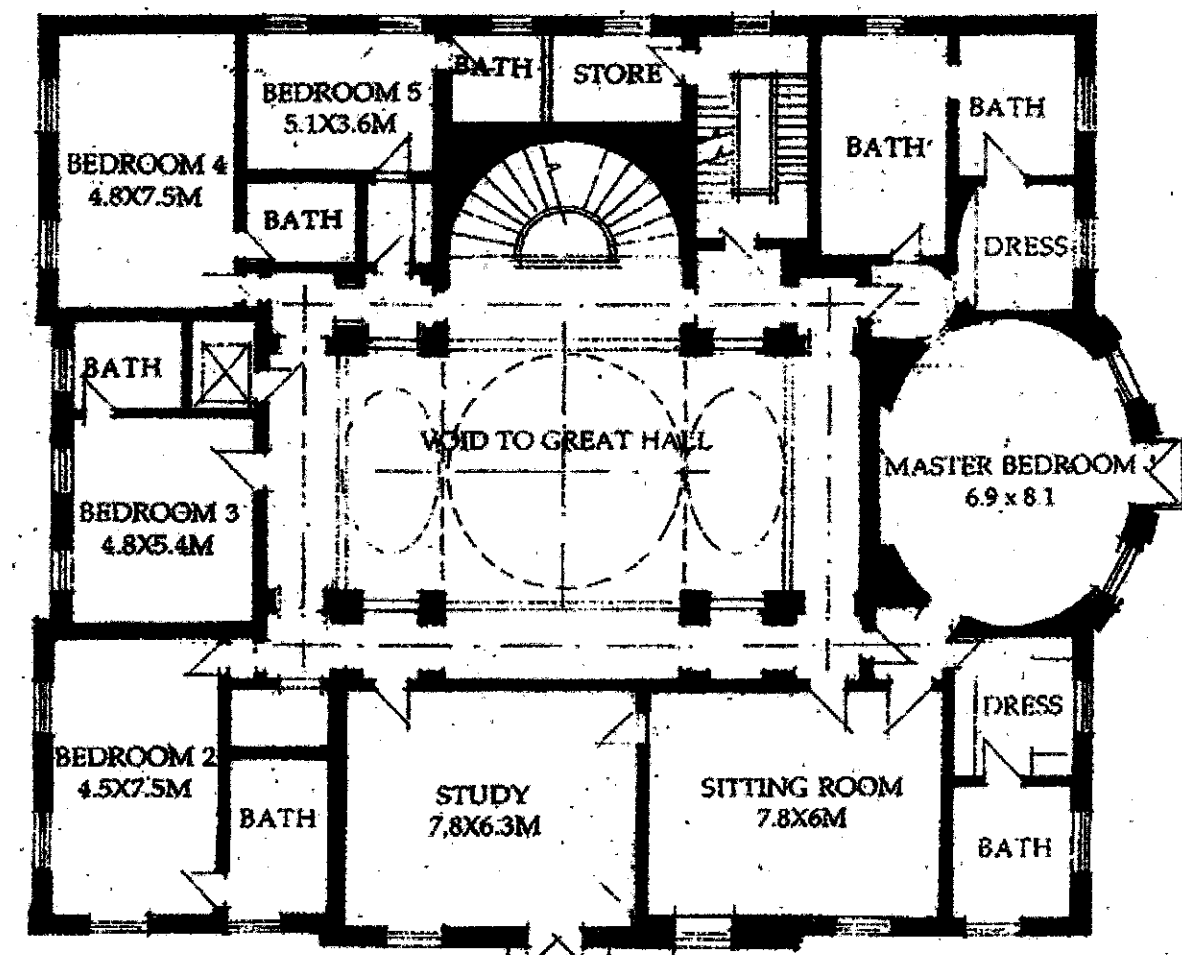 BATH
STORE
BEDROOM 5
5.1X3.6M
BATH
BATH
BEDROOM 4
4.8X7.5M
BATH
DRESS
BATH
VOID TO GREAT HALL
MASTER BEDROOM
6.9 x 8.1
BEDROOM 3
4.8X5.4M
DRESS
BEDROOM 2
4.5X7.5M
STUDY
7,8X6.3M
SITTING ROOM
7.8X6M
BATH
BATH